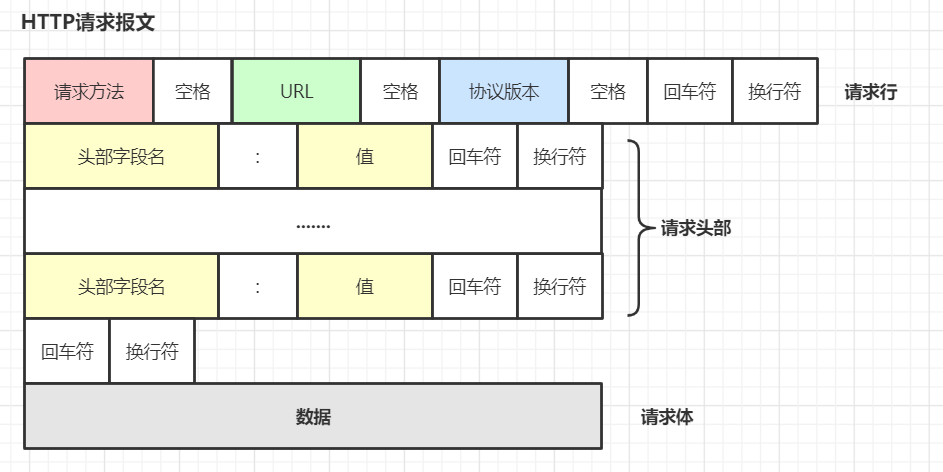 HTTP请求报文
请求方法 空格 URL 空格 协议版本 空格 回车符 换行符 请求行
头部字段名 : 值 回车符 换行符
.......
请求头部
头部字段名 : 值 回车符 换行符
回车符 换行符
数据 请求体